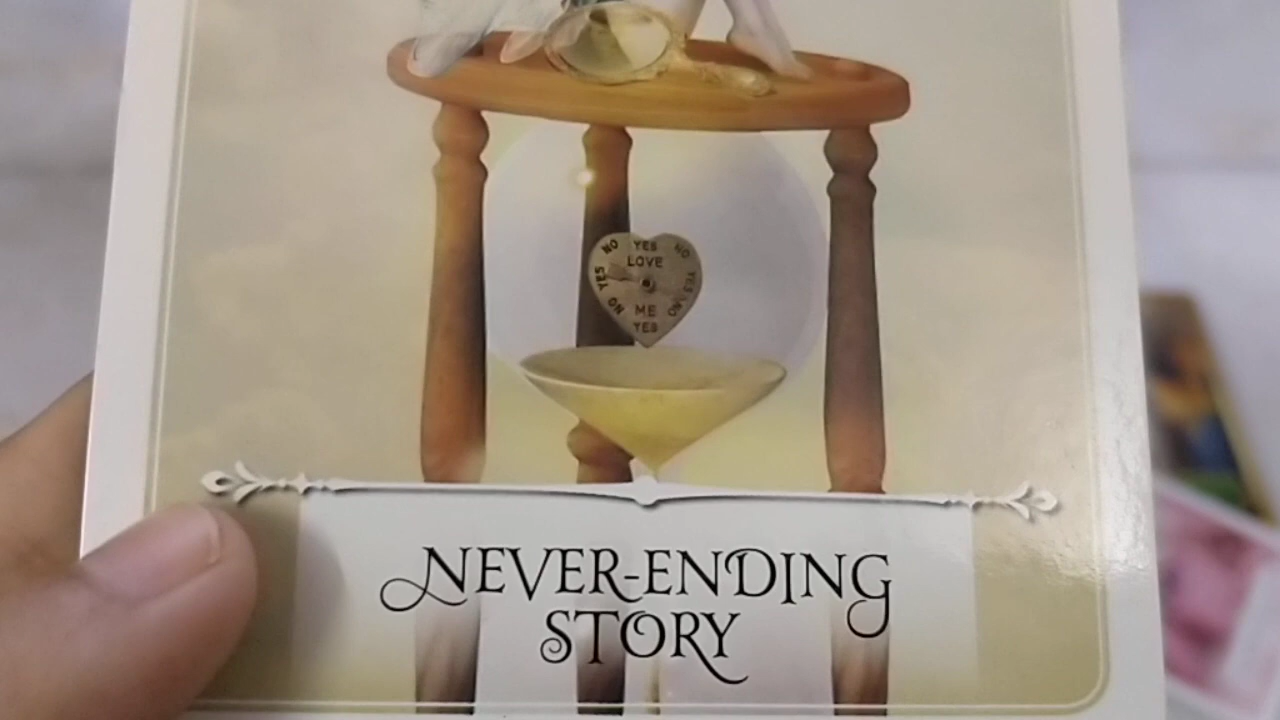 NO YES NO
LOVE
YES YES
NO ME NO
YES
NEVER-ENDING
STORY